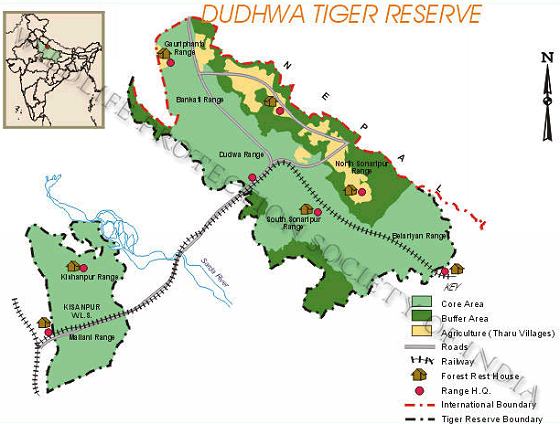 DUDHWA TIGER RESERVE
Gauriphanta
Range
NEPAL
Bankati Range
Dudwa Range
North Sonaripur
Range
South Sonaripur
Range
Belariyan Range
Sarda River
Kishanpur Range
KISANPUR
W.L.S.
Mailani Range
KEY
Core Area
Buffer Area
Agriculture (Tharu Villages)
Roads
Railway
Forest Rest House
Range H.Q.
International Boundary
Tiger Reserve Boundary
N
WILDLIFE PROTECTION SOCIETY OF INDIA